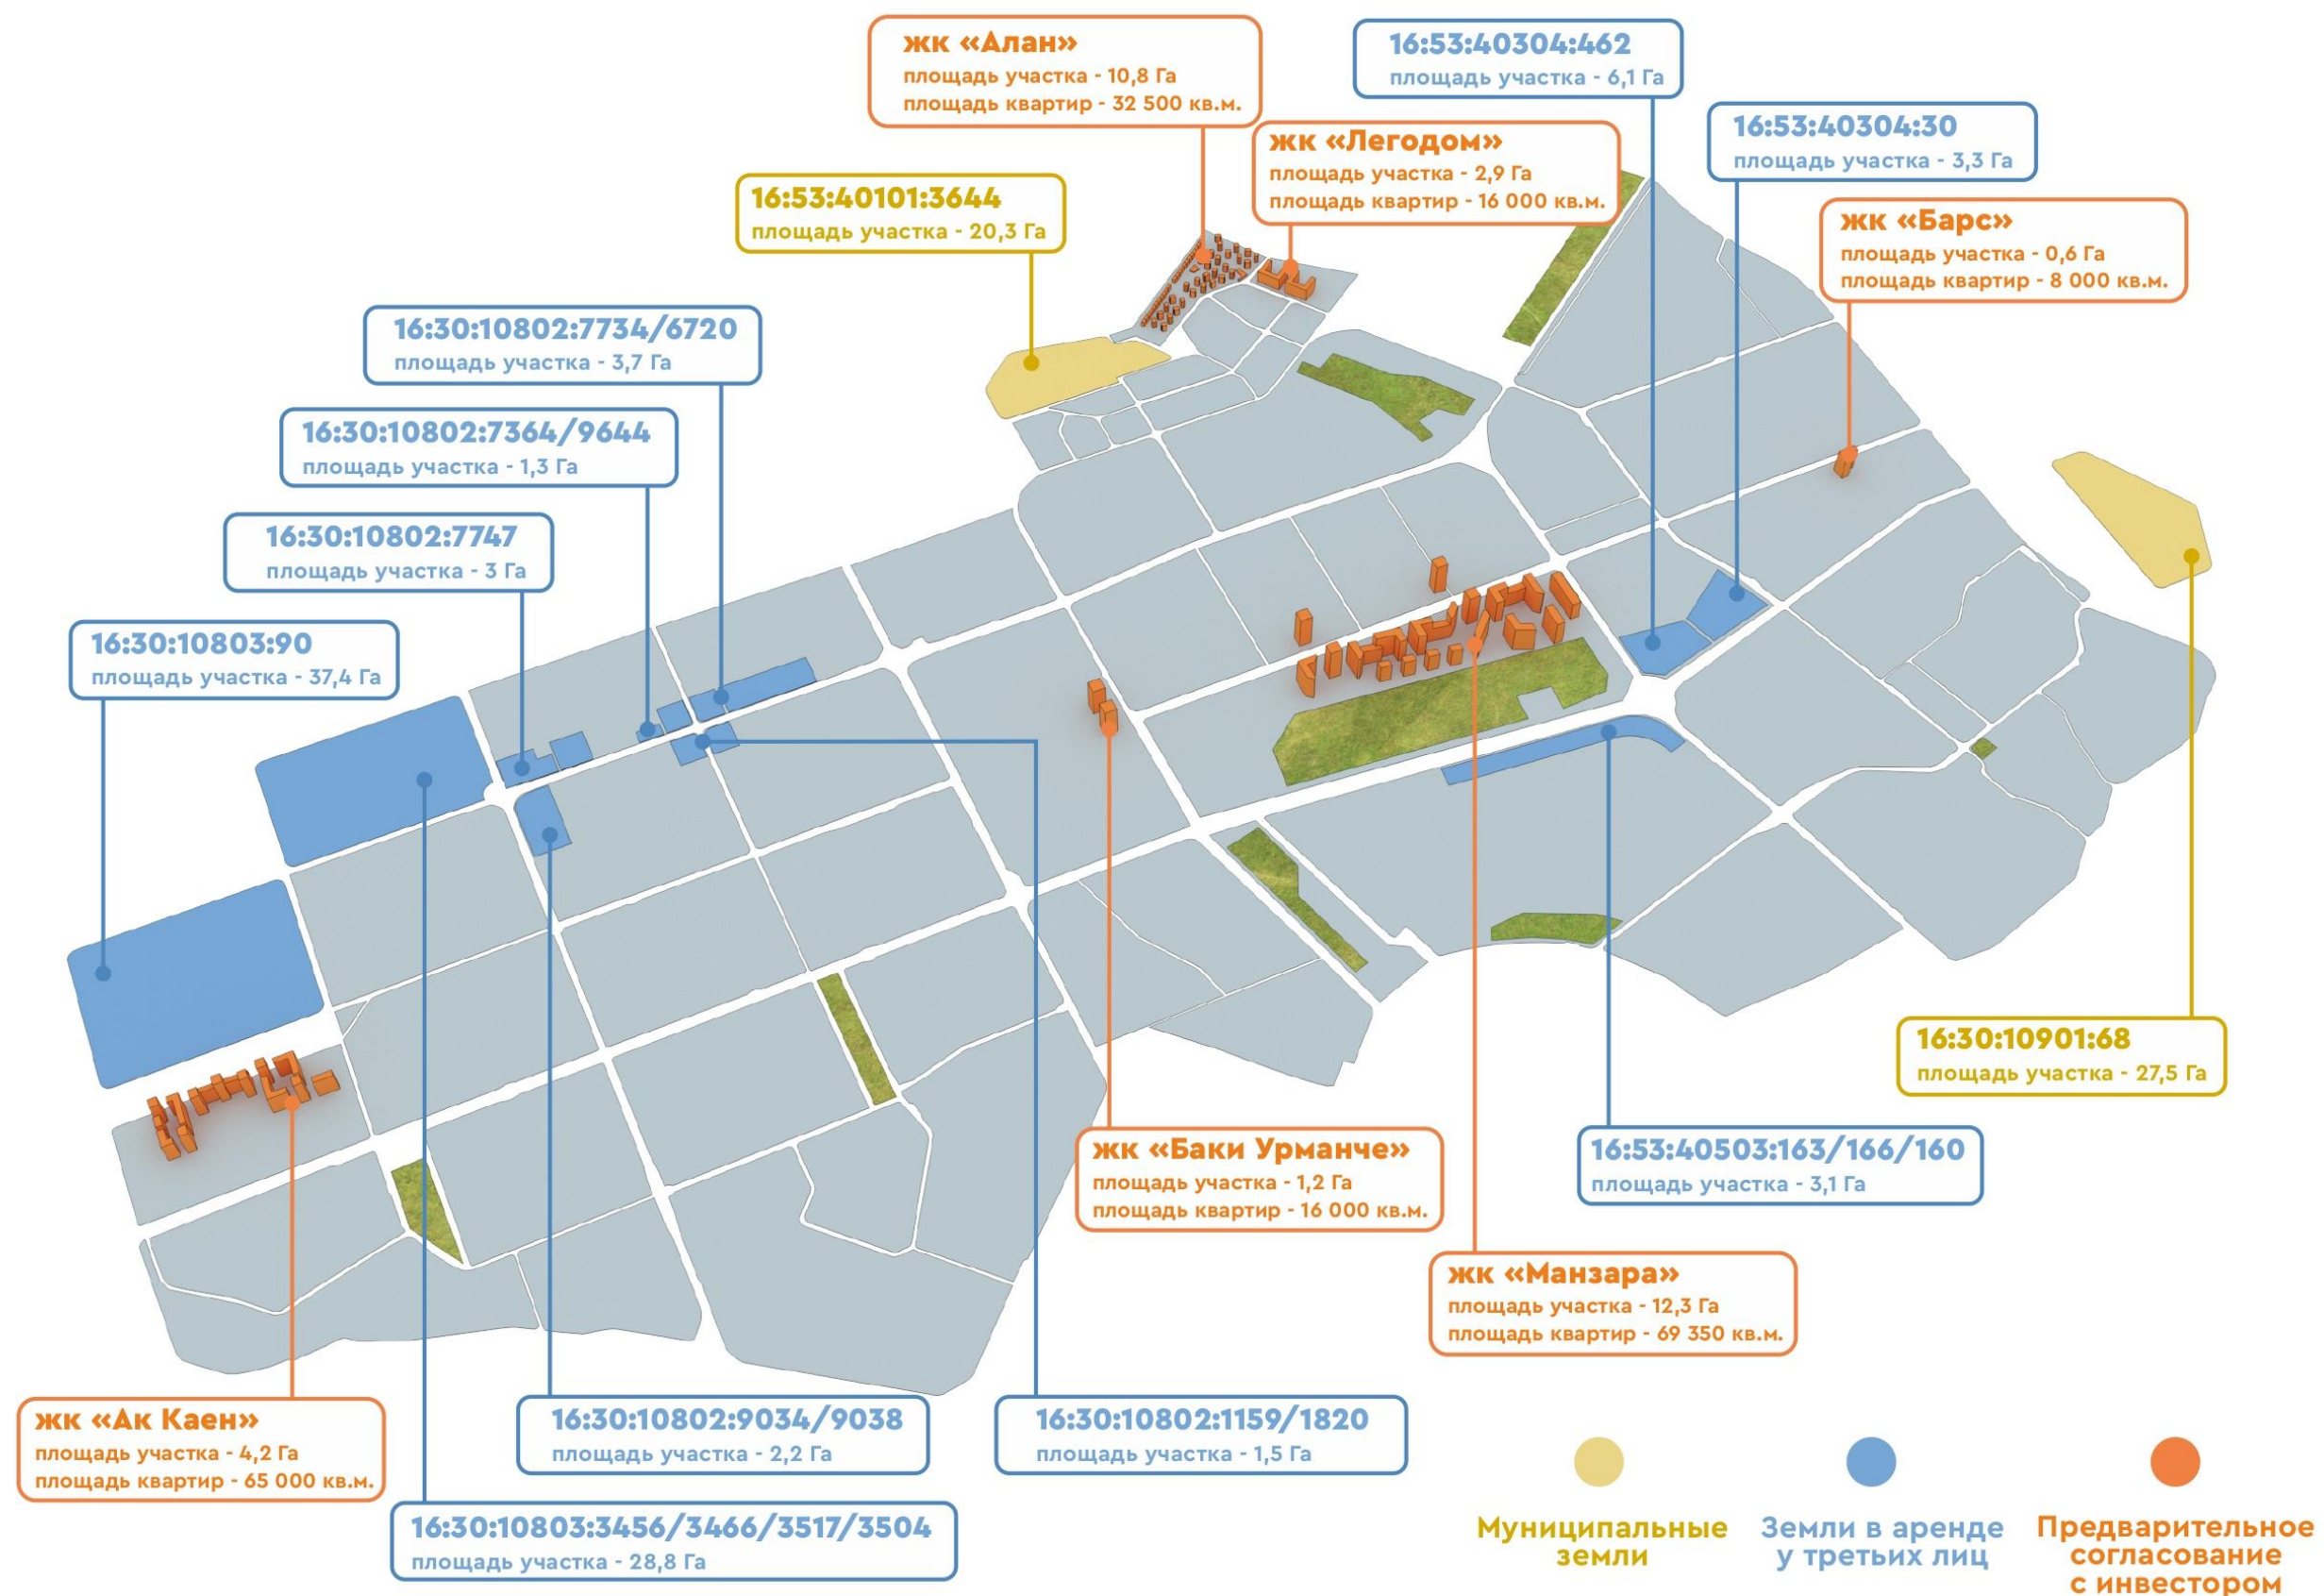 жк «Алан»
площадь участка - 10,8 Га
площадь квартир - 32 500 кв.м.
16:53:40304:462
площадь участка - 6,1 Га
16:53:40304:30
площадь участка - 3,3 Га
жк «Легодом»
площадь участка - 2,9 Га
площадь квартир - 16 000 кв.м.
16:53:40101:3644
площадь участка - 20,3 Га
жк «Барс»
площадь участка - 0,6 Га
площадь квартир - 8 000 кв.м.
16:30:10802:7734/6720
площадь участка - 3,7 Га
16:30:10802:7364/9644
площадь участка - 1,3 Га
16:30:10802:7747
площадь участка - 3 Га
16:30:10803:90
площадь участка - 37,4 Га
16:30:10901:68
площадь участка - 27,5 Га
жк «Баки Урманче»
площадь участка - 1,2 Га
площадь квартир - 16 000 кв.м.
16:53:40503:163/166/160
площадь участка - 3,1 Га
жк «Манзара»
площадь участка - 12,3 Га
площадь квартир - 69 350 кв.м.
жк «Ак Каен»
площадь участка - 4,2 Га
площадь квартир - 65 000 кв.м.
16:30:10802:9034/9038
площадь участка - 2,2 Га
16:30:10802:1159/1820
площадь участка - 1,5 Га
16:30:10803:3456/3466/3517/3504
площадь участка - 28,8 Га
Муниципальные
земли
Земли в аренде
у третьих лиц
Предварительное
согласование
с инвестором